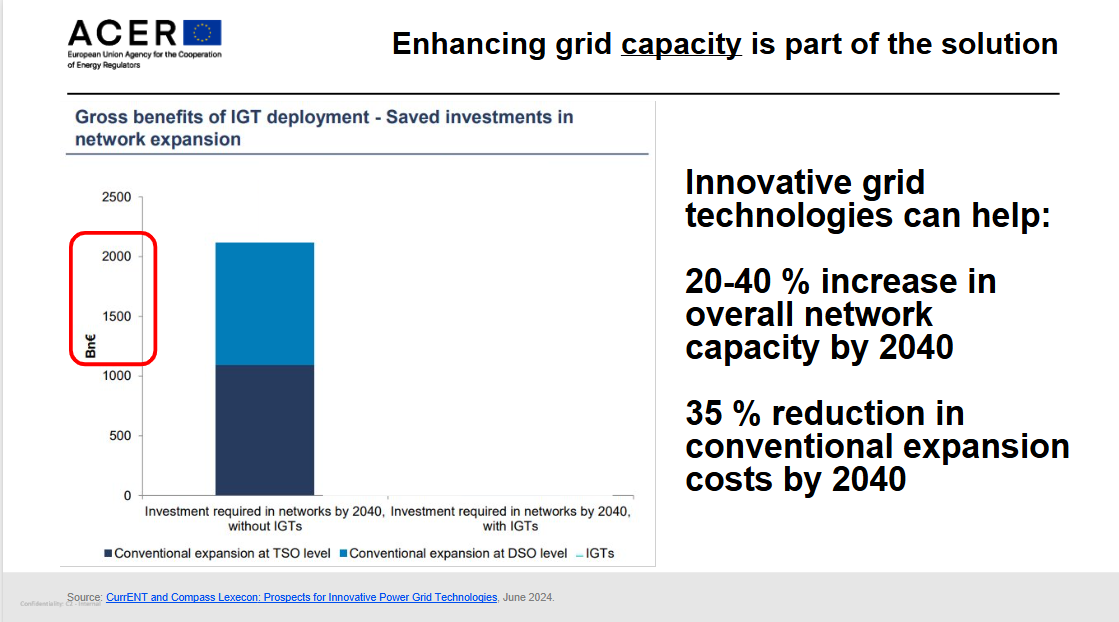 ACER
European Union Agency for the Cooperation
of Energy Regulators
Enhancing grid capacity is part of the solution
Gross benefits of IGT deployment - Saved investments in
network expansion
2500
2000
1500
1000
500
0
Bn€
Investment required in networks by 2040,
without IGTs
Investment required in networks by 2040,
with IGTs
Conventional expansion at TSO level
Conventional expansion at DSO level
IGTs
Innovative grid
technologies can help:
20-40 % increase in
overall network
capacity by 2040
35 % reduction in
conventional expansion
costs by 2040
Source: CurrENT and Compass Lexecon: Prospects for Innovative Power Grid Technologies, June 2024.
Confidentiality: C2 - Internal